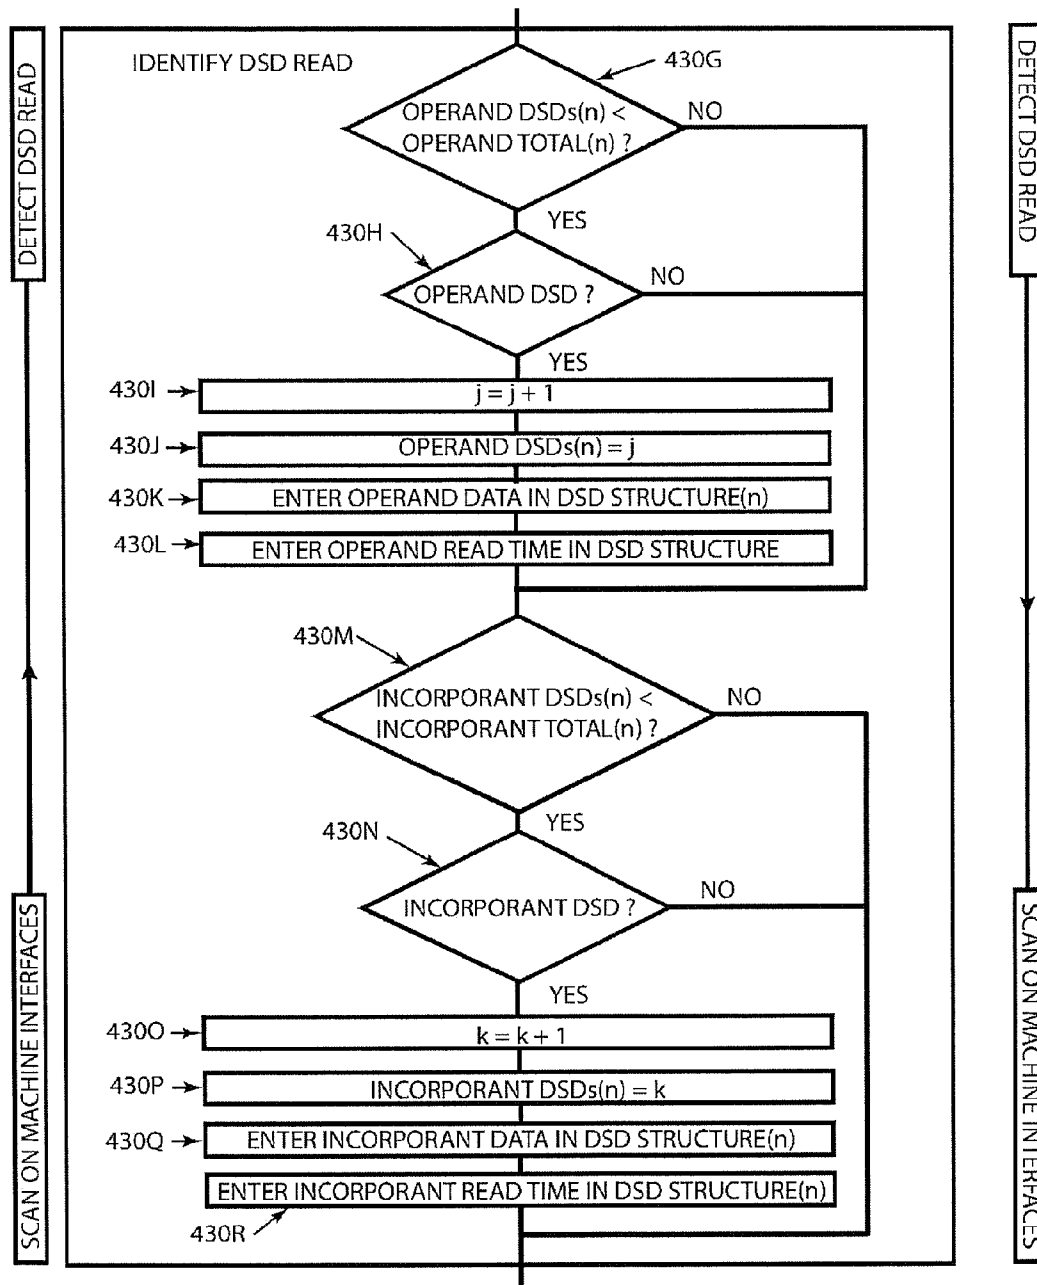 DETECT DSD READ
SCAN ON MACHINE INTERFACES
IDENTIFY DSD READ
430G
OPERAND DSDs(n) <
OPERAND TOTAL(n) ?
NO
YES
430H
OPERAND DSD ?
NO
YES
430I
j = j + 1
430J
OPERAND DSDs(n) = j
430K
ENTER OPERAND DATA IN DSD STRUCTURE(n)
430L
ENTER OPERAND READ TIME IN DSD STRUCTURE
430M
INCORPORANT DSDs(n) <
INCORPORANT TOTAL(n) ?
NO
YES
430N
INCORPORANT DSD ?
NO
YES
430O
k = k + 1
430P
INCORPORANT DSDs(n) = k
430Q
ENTER INCORPORANT DATA IN DSD STRUCTURE(n)
ENTER INCORPORANT READ TIME IN DSD STRUCTURE(n)
430R
DETECT DSD READ
SCAN ON MACHINE INTERFACES